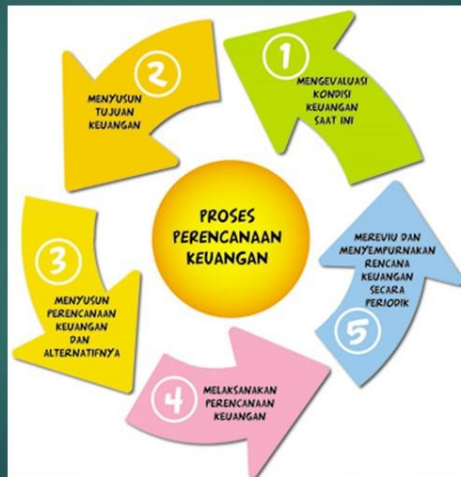 PROSES
PERENCANAAN
KEUANGAN
1
MENGEVALUASI
KONDISI
KEUANGAN
SAAT INI
2
MENYUSUN
TUJUAN
KEUANGAN
3
MENYUSUN
PERENCANAAN
KEUANGAN
DAN
ALTERNATIFNYA
4
MELAKSANAKAN
PERENCANAAN
KEUANGAN
MEREVIU DAN
MENYEMPURNAKAN
RENCANA
KEUANGAN
SECARA
PERIODIK
5